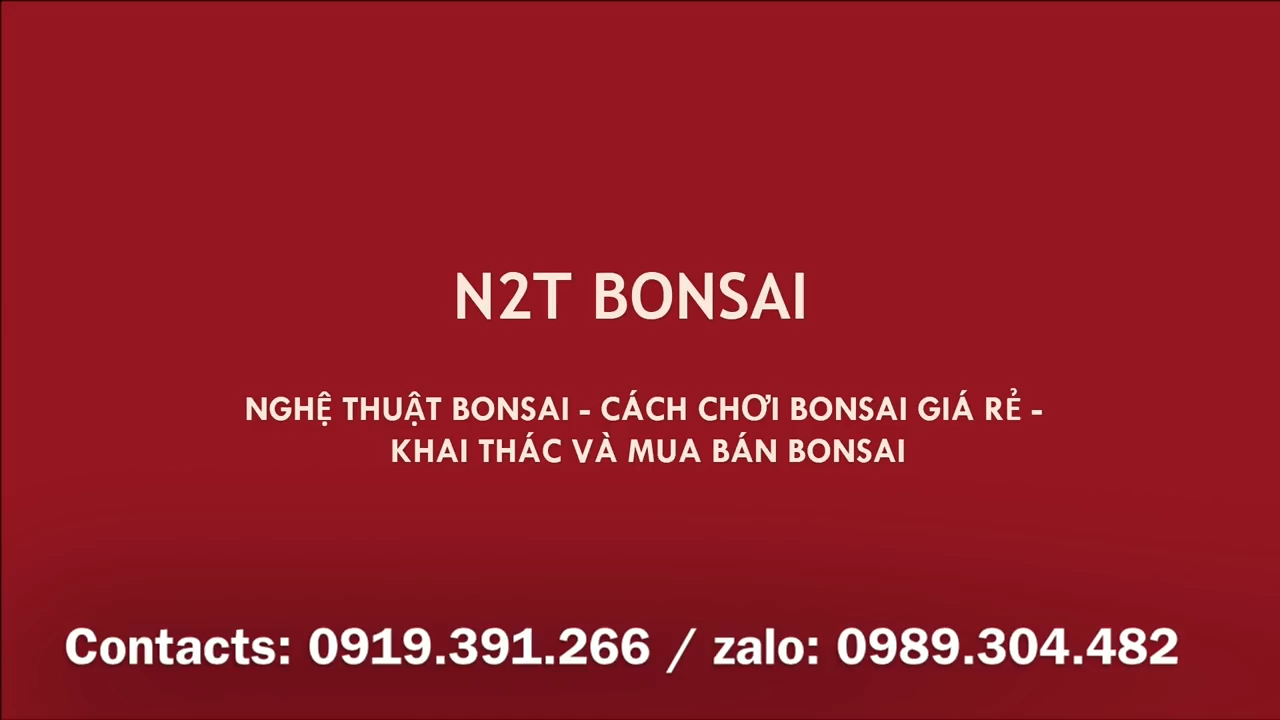 N2T BONSAI
NGHỆ THUẬT BONSAI - CÁCH CHƠI BONSAI GIÁ RẺ -
KHAI THÁC VÀ MUA BÁN BONSAI
Contacts: 0919.391.266 / zalo: 0989.304.482